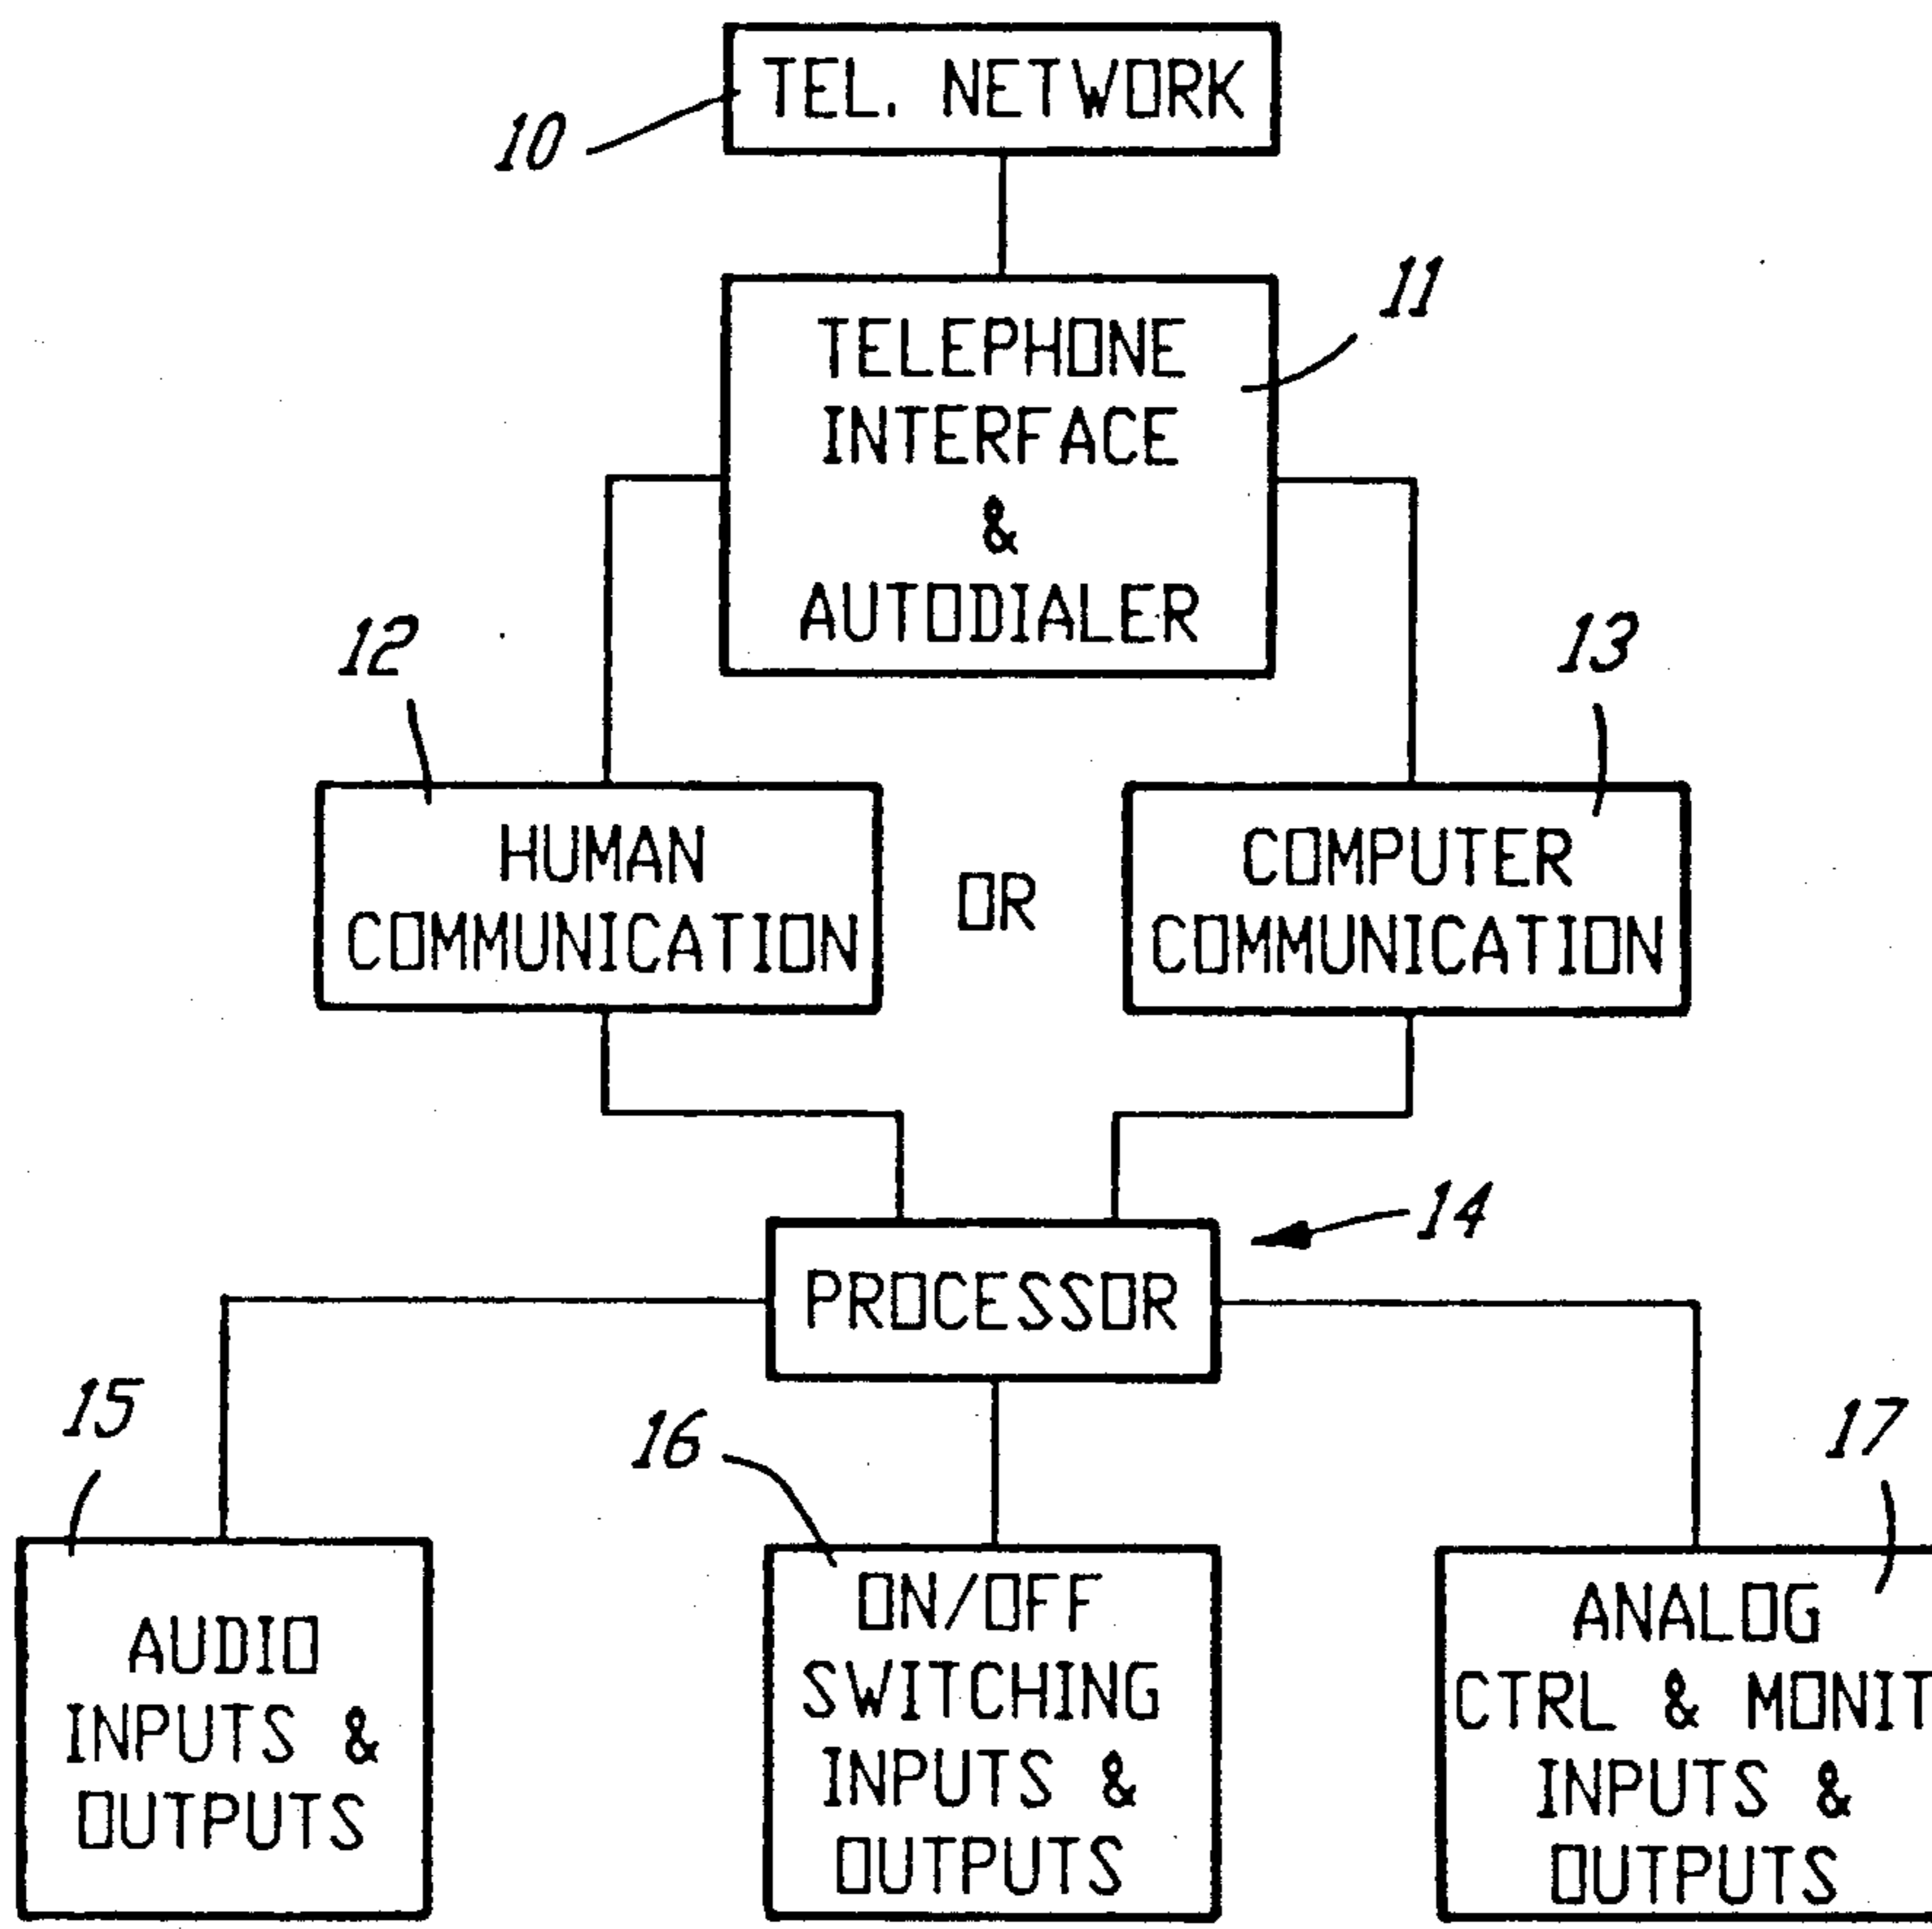 TEL. NETWORK
10
11
TELEPHONE
INTERFACE
&
AUTODIALER
12
13
HUMAN
COMMUNICATION
OR
COMPUTER
COMMUNICATION
14
PROCESSOR
15
16
17
AUDIO
INPUTS &
OUTPUTS
ON/OFF
SWITCHING
INPUTS &
OUTPUTS
ANALOG
CTRL & MONIT
INPUTS &
OUTPUTS